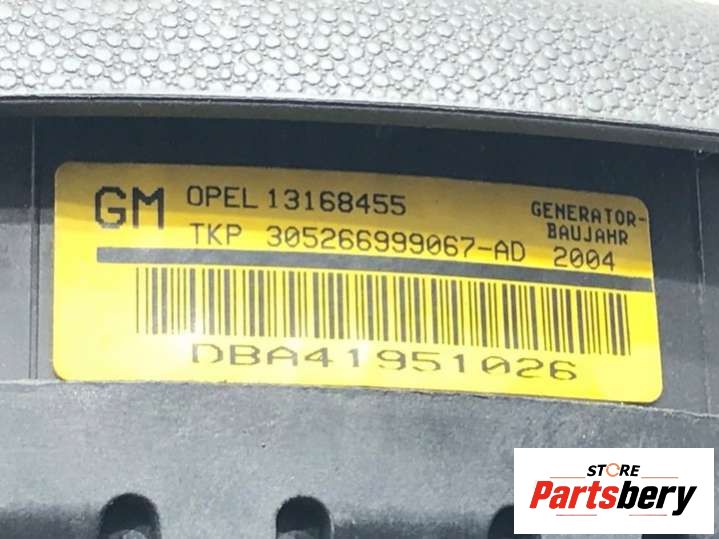 GM OPEL 13168455 GENERATOR-
BAUJAHR
TKP 305266999067-AD 2004
DBA41951026
STORE
Partsbery